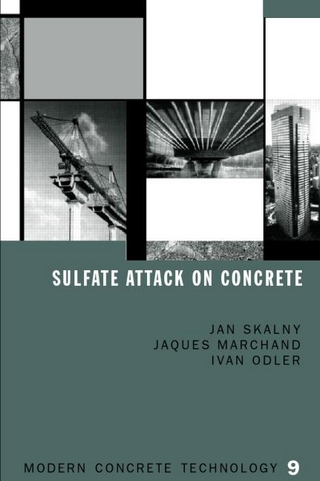 SULFATE ATTACK ON CONCRETE
JAN SKALNY
JAQUES MARCHAND
IVAN ODLER
MODERN CONCRETE TECHNOLOGY 9